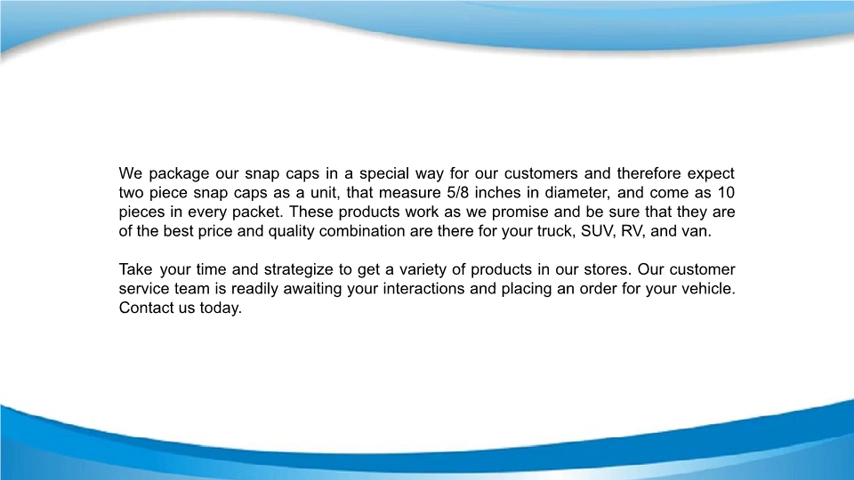 We package our snap caps in a special way for our customers and therefore expect
two piece snap caps as a unit, that measure 5/8 inches in diameter, and come as 10
pieces in every packet. These products work as we promise and be sure that they are
of the best price and quality combination are there for your truck, SUV, RV, and van.
Take your time and strategize to get a variety of products in our stores. Our customer
service team is readily awaiting your interactions and placing an order for your vehicle.
Contact us today.